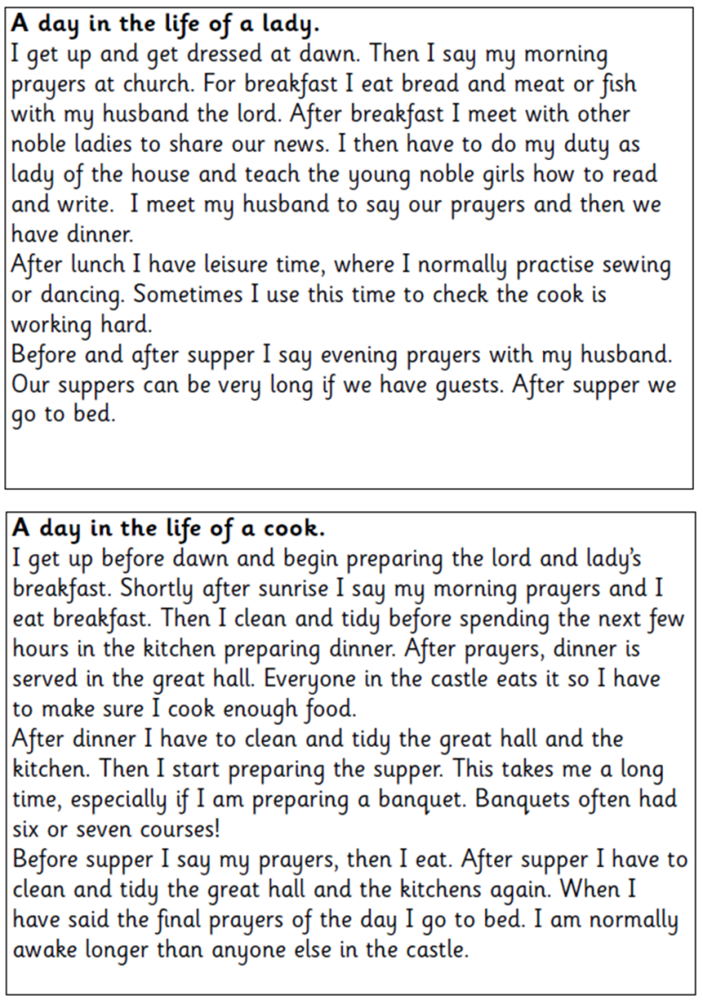 A day in the life of a lady.
I get up and get dressed at dawn. Then I say my morning
prayers at church. For breakfast I eat bread and meat or fish
with my husband the lord. After breakfast I meet with other
noble ladies to share our news. I then have to do my duty as
lady of the house and teach the young noble girls how to read
and write.  I meet my husband to say our prayers and then we
have dinner.
After lunch I have leisure time, where I normally practise sewing
or dancing. Sometimes I use this time to check the cook is
working hard.
Before and after supper I say evening prayers with my husband.
Our suppers can be very long if we have guests. After supper we
go to bed.
A day in the life of a cook.
I get up before dawn and begin preparing the lord and lady’s
breakfast. Shortly after sunrise I say my morning prayers and I
eat breakfast. Then I clean and tidy before spending the next few
hours in the kitchen preparing dinner. After prayers, dinner is
served in the great hall. Everyone in the castle eats it so I have
to make sure I cook enough food.
After dinner I have to clean and tidy the great hall and the
kitchen. Then I start preparing the supper. This takes me a long
time, especially if I am preparing a banquet. Banquets often had
six or seven courses!
Before supper I say my prayers, then I eat. After supper I have to
clean and tidy the great hall and the kitchens again. When I
have said the final prayers of the day I go to bed. I am normally
awake longer than anyone else in the castle.